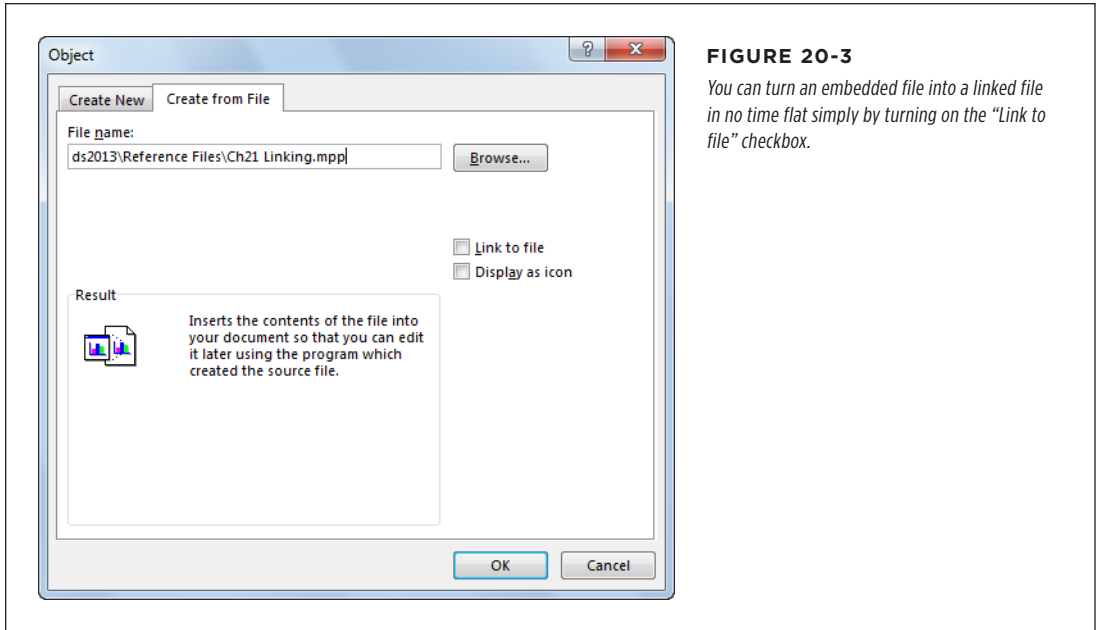 Object
Create New
Create from File
File name:
ds2013\Reference Files\Ch21 Linking.mpp
Browse...
Link to file
Display as icon
Result
Inserts the contents of the file into
your document so that you can edit
it later using the program which
created the source file.
OK
Cancel
FIGURE 20-3
You can turn an embedded file into a linked file
in no time flat simply by turning on the “Link to
file” checkbox.